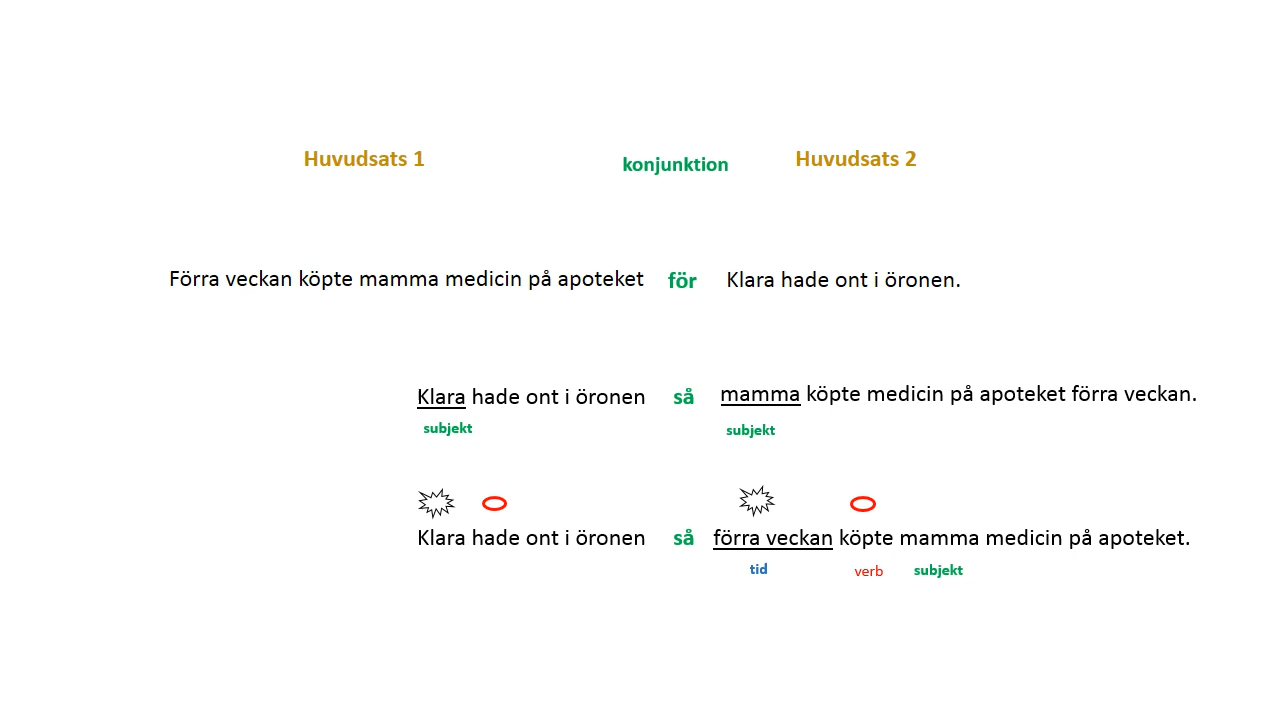 Huvudsats 1 konjunktion Huvudsats 2
Förra veckan köpte mamma medicin på apoteket för Klara hade ont i öronen.
Klara hade ont i öronen så mamma köpte medicin på apoteket förra veckan.
subjekt subjekt
Klara hade ont i öronen så förra veckan köpte mamma medicin på apoteket.
tid verb subjekt